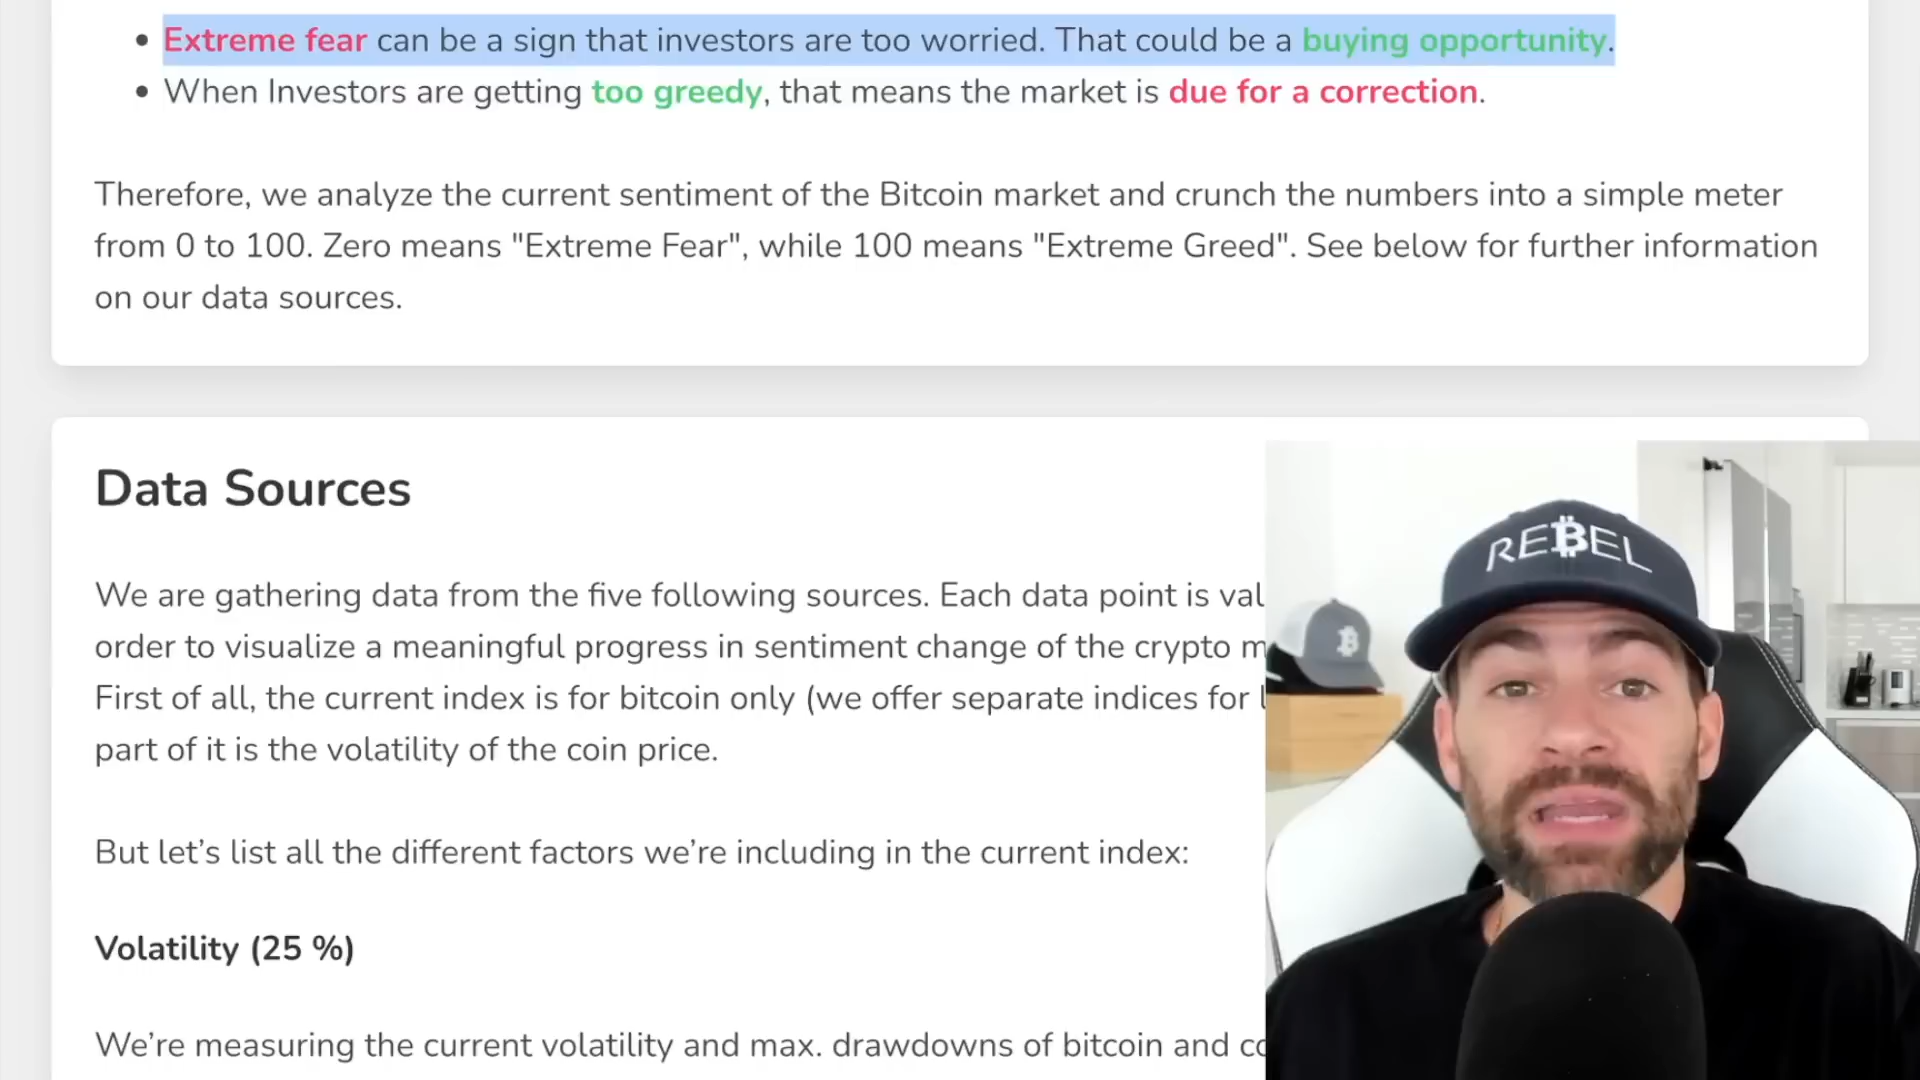 Extreme fear can be a sign that investors are too worried. That could be a buying opportunity.
When Investors are getting too greedy, that means the market is due for a correction.
Therefore, we analyze the current sentiment of the Bitcoin market and crunch the numbers into a simple meter
from 0 to 100. Zero means "Extreme Fear", while 100 means "Extreme Greed". See below for further information
on our data sources.
Data Sources
We are gathering data from the five following sources. Each data point is val
order to visualize a meaningful progress in sentiment change of the crypto m
First of all, the current index is for bitcoin only (we offer separate indices for l
part of it is the volatility of the coin price.
But let’s list all the different factors we’re including in the current index:
Volatility (25 %)
We’re measuring the current volatility and max. drawdowns of bitcoin and co
RE₿EL
₿